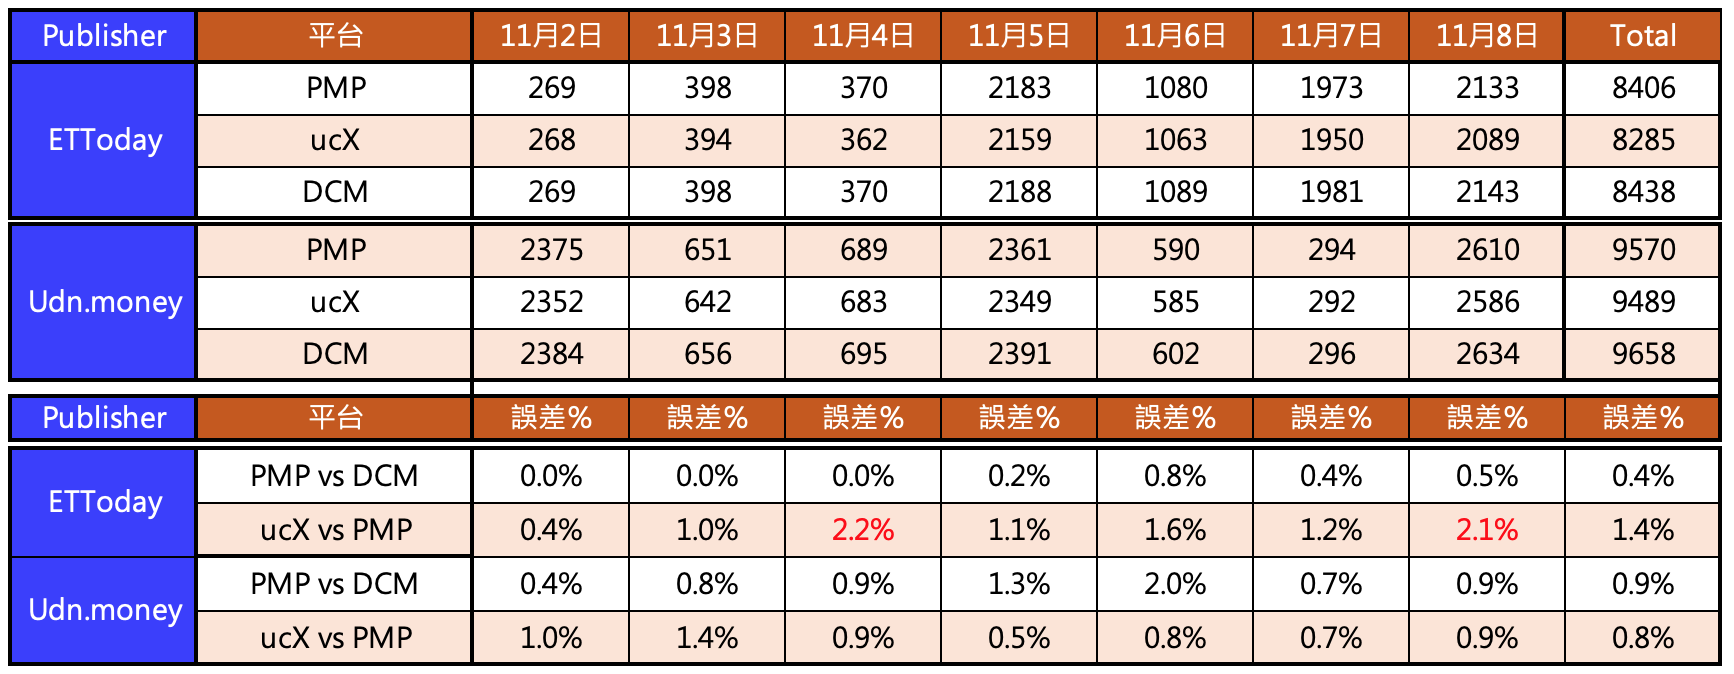 Publisher 平台 11月2日 11月3日 11月4日 11月5日 11月6日 11月7日 11月8日 Total
ETToday PMP 269 398 370 2183 1080 1973 2133 8406
ucX 268 394 362 2159 1063 1950 2089 8285
DCM 269 398 370 2188 1089 1981 2143 8438
Udn.money PMP 2375 651 689 2361 590 294 2610 9570
ucX 2352 642 683 2349 585 292 2586 9489
DCM 2384 656 695 2391 602 296 2634 9658
Publisher 平台 誤差% 誤差% 誤差% 誤差% 誤差% 誤差% 誤差% 誤差%
ETToday PMP vs DCM 0.0% 0.0% 0.0% 0.2% 0.8% 0.4% 0.5% 0.4%
ucX vs PMP 0.4% 1.0% 2.2% 1.1% 1.6% 1.2% 2.1% 1.4%
Udn.money PMP vs DCM 0.4% 0.8% 0.9% 1.3% 2.0% 0.7% 0.9% 0.9%
ucX vs PMP 1.0% 1.4% 0.9% 0.5% 0.8% 0.7% 0.9% 0.8%